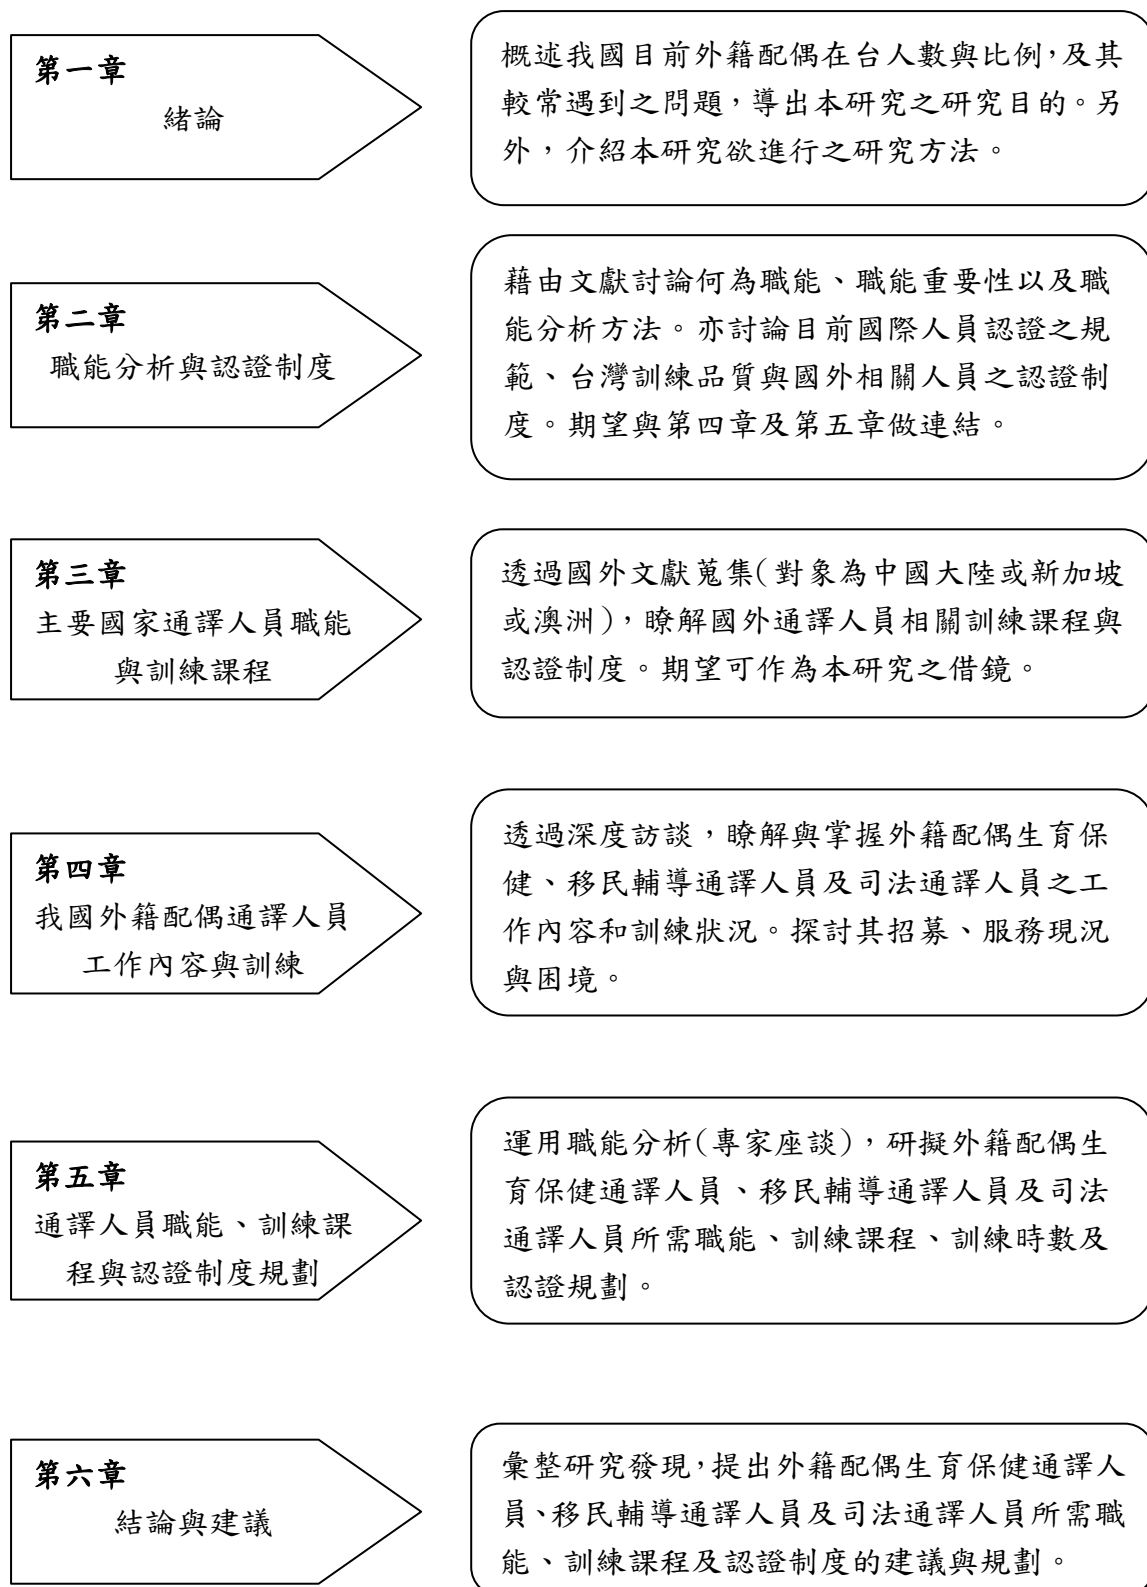 第一章
緒論
概述我國目前外籍配偶在台人數與比例，及其
較常遇到之問題，導出本研究之研究目的。另
外，介紹本研究欲進行之研究方法。
第二章
職能分析與認證制度
藉由文獻討論何為職能、職能重要性以及職
能分析方法。亦討論目前國際人員認證之規
範、台灣訓練品質與國外相關人員之認證制
度。期望與第四章及第五章做連結。
第三章
主要國家通譯人員職能
與訓練課程
透過國外文獻蒐集(對象為中國大陸或新加坡
或澳洲)，瞭解國外通譯人員相關訓練課程與
認證制度。期望可作為本研究之借鏡。
第四章
我國外籍配偶通譯人員
工作內容與訓練
透過深度訪談，瞭解與掌握外籍配偶生育保
健、移民輔導通譯人員及司法通譯人員之工
作內容和訓練狀況。探討其招募、服務現況
與困境。
第五章
通譯人員職能、訓練課
程與認證制度規劃
運用職能分析(專家座談)，研擬外籍配偶生
育保健通譯人員、移民輔導通譯人員及司法
通譯人員所需職能、訓練課程、訓練時數及
認證規劃。
第六章
結論與建議
彙整研究發現，提出外籍配偶生育保健通譯人
員、移民輔導通譯人員及司法通譯人員所需職
能、訓練課程及認證制度的建議與規劃。